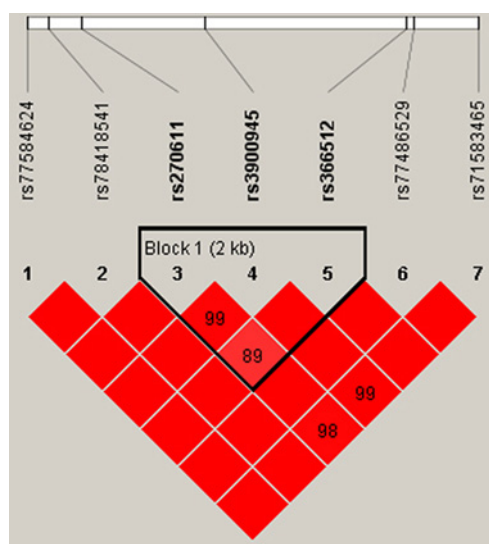 rs77584624
rs78418541
rs270611
rs3900945
rs366512
rs77486529
rs71583465
Block 1 (2 kb)
1 2 3 4 5 6 7
99
89
99
98